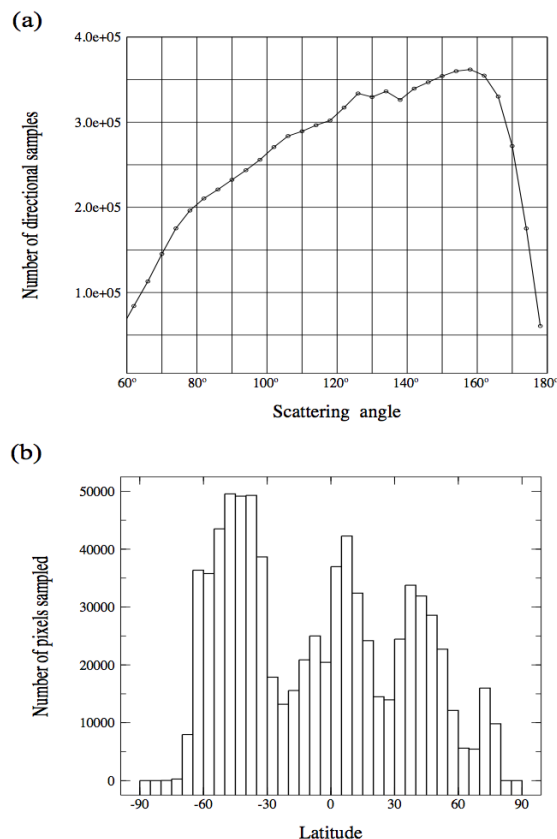 (a)
4.0e+05
3.0e+05
2.0e+05
1.0e+05
Number of directional samples
60° 80° 100° 120° 140° 160° 180°
Scattering angle
(b)
50000
40000
30000
20000
10000
0
Number of pixels sampled
-90 -60 -30 0 30 60 90
Latitude